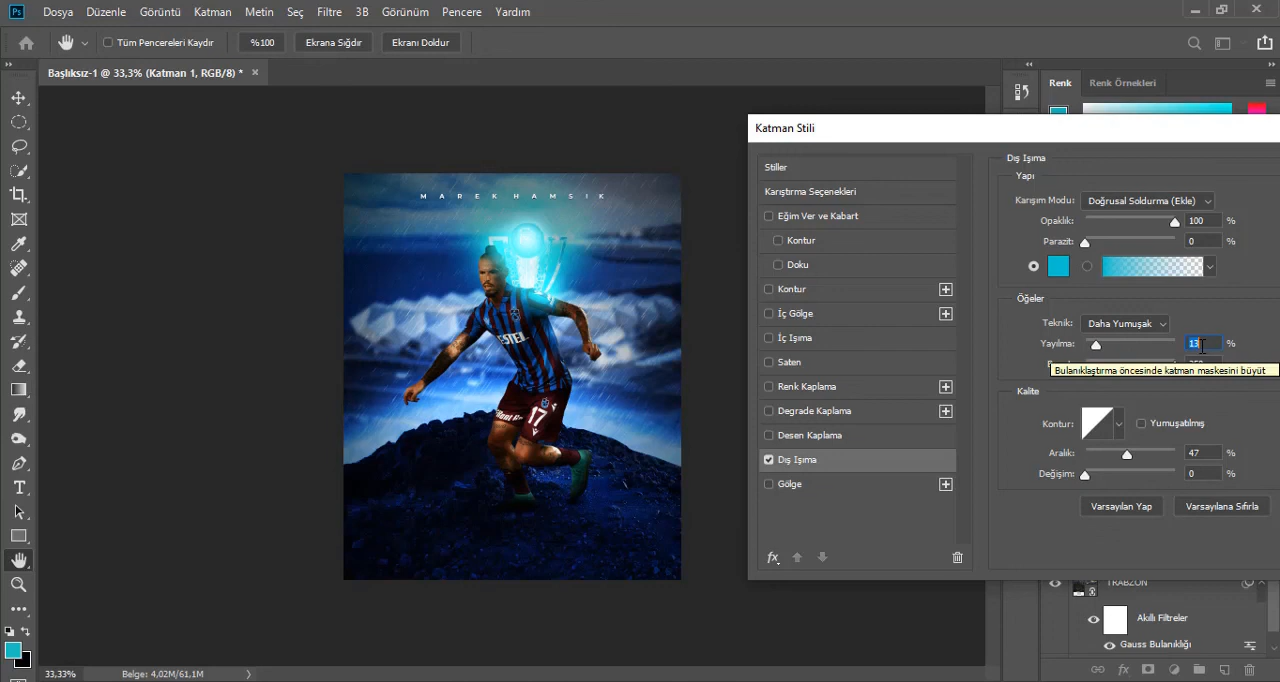 Ps Dosya Düzenle Görüntü Katman Metin Seç Filtre 3B Görünüm Pencere Yardım
Tüm Pencereleri Kaydır %100 Ekrana Sığdır Ekranı Doldur
Başlıksız-1 @ 33,3% (Katman 1, RGB/8) *
Renk Renk Örnekleri
Katman Stili
Stiller
Karıştırma Seçenekleri
Eğim Ver ve Kabart
Kontur
Doku
Kontur
İç Gölge
İç Işıma
Saten
Renk Kaplama
Degrade Kaplama
Desen Kaplama
Dış Işıma
Gölge
fx
Dış Işıma
Yapı
Karışım Modu: Doğrusal Soldurma (Ekle)
Opaklık: 100 %
Parazit: 0 %
Öğeler
Teknik: Daha Yumuşak
Yayılma: 13 %
Bulanıklaştırma öncesinde katman maskesini büyüt
Kalite
Kontur: Yumuşatılmış
Aralık: 47 %
Değişim: 0 %
Varsayılan Yap Varsayılana Sıfırla
MAREKHAMSIK
17
TRABZON
Akıllı Filtreler
Gauss Bulanıklığı
fx
33,33% Belge: 4,02M/61,1M